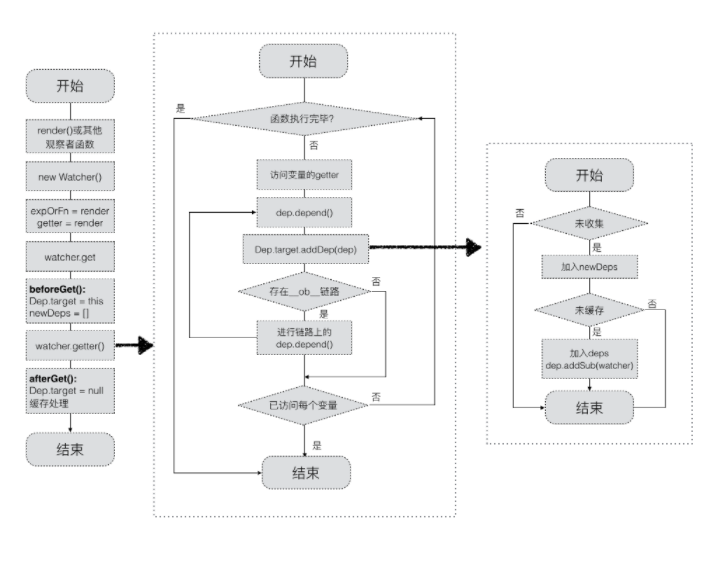 开始
render()或其他
观察者函数
new Watcher()
expOrFn = render
getter = render
watcher.get
beforeGet():
Dep.target = this
newDeps = []
watcher.getter()
afterGet():
Dep.target = null
缓存处理
结束
开始
是
函数执行完毕?
否
访问变量的getter
dep.depend()
Dep.target.addDep(dep)
否
存在__ob__链路
是
进行链路上的
dep.depend()
否
已访问每个变量
是
结束
开始
否
未收集
是
加入newDeps
否
未缓存
是
加入deps
dep.addSub(watcher)
结束